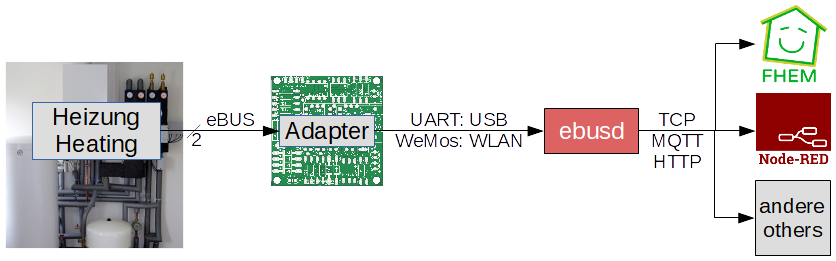 Heizung
Heating
eBUS
2
Adapter
UART: USB
WeMos: WLAN
ebusd
TCP
MQTT
HTTP
FHEM
Node-RED
andere
others